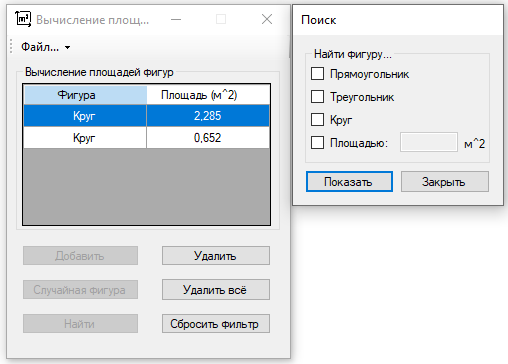 m²
Вычисление площ...
Файл...
Вычисление площадей фигур
Фигура Площадь (м^2)
Круг 2,285
Круг 0,652
Добавить Удалить
Случайная фигура Удалить всё
Найти Сбросить фильтр
Поиск
Найти фигуру...
Прямоугольник
Треугольник
Круг
Площадью: м^2
Показать Закрыть